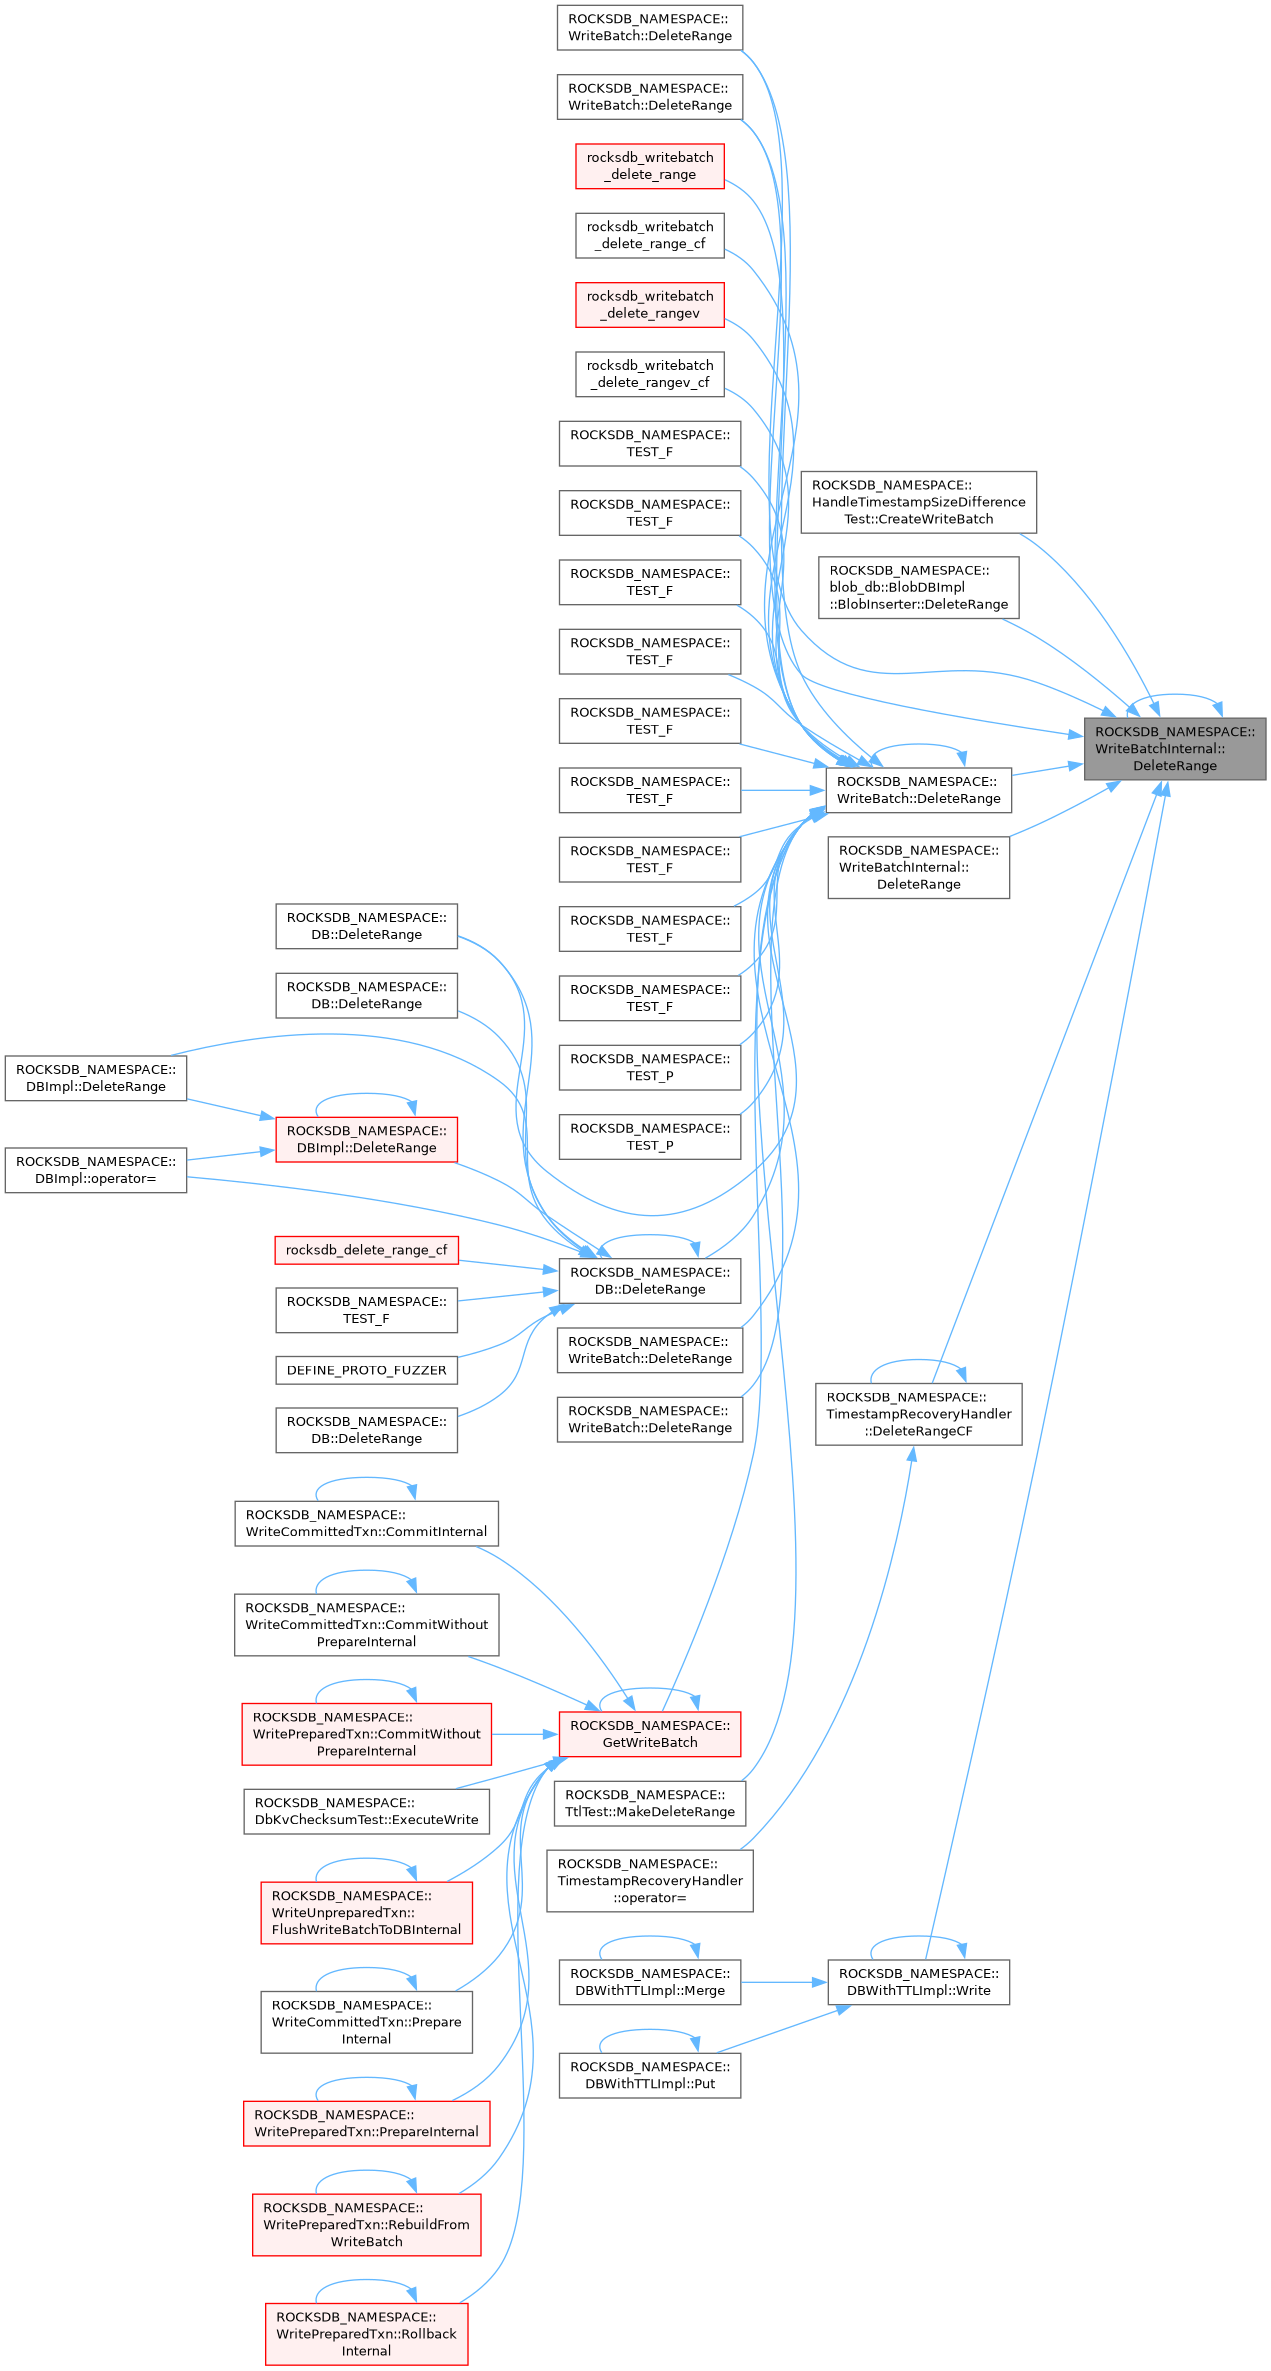 ROCKSDB_NAMESPACE::
WriteBatch::DeleteRange
ROCKSDB_NAMESPACE::
WriteBatch::DeleteRange
rocksdb_writebatch
_delete_range
rocksdb_writebatch
_delete_range_cf
rocksdb_writebatch
_delete_rangev
rocksdb_writebatch
_delete_rangev_cf
ROCKSDB_NAMESPACE::
TEST_F
ROCKSDB_NAMESPACE::
HandleTimestampSizeDifference
Test::CreateWriteBatch
ROCKSDB_NAMESPACE::
TEST_F
ROCKSDB_NAMESPACE::
TEST_F
ROCKSDB_NAMESPACE::
blob_db::BlobDBImpl
::BlobInserter::DeleteRange
ROCKSDB_NAMESPACE::
TEST_F
ROCKSDB_NAMESPACE::
TEST_F
ROCKSDB_NAMESPACE::
WriteBatchInternal::
DeleteRange
ROCKSDB_NAMESPACE::
TEST_F
ROCKSDB_NAMESPACE::
WriteBatch::DeleteRange
ROCKSDB_NAMESPACE::
TEST_F
ROCKSDB_NAMESPACE::
WriteBatchInternal::
DeleteRange
ROCKSDB_NAMESPACE::
DB::DeleteRange
ROCKSDB_NAMESPACE::
TEST_F
ROCKSDB_NAMESPACE::
DB::DeleteRange
ROCKSDB_NAMESPACE::
TEST_F
ROCKSDB_NAMESPACE::
DBImpl::DeleteRange
ROCKSDB_NAMESPACE::
TEST_P
ROCKSDB_NAMESPACE::
DBImpl::DeleteRange
ROCKSDB_NAMESPACE::
TEST_P
ROCKSDB_NAMESPACE::
DBImpl::operator=
rocksdb_delete_range_cf
ROCKSDB_NAMESPACE::
DB::DeleteRange
ROCKSDB_NAMESPACE::
TEST_F
ROCKSDB_NAMESPACE::
WriteBatch::DeleteRange
DEFINE_PROTO_FUZZER
ROCKSDB_NAMESPACE::
TimestampRecoveryHandler
::DeleteRangeCF
ROCKSDB_NAMESPACE::
WriteBatch::DeleteRange
ROCKSDB_NAMESPACE::
DB::DeleteRange
ROCKSDB_NAMESPACE::
WriteCommittedTxn::CommitInternal
ROCKSDB_NAMESPACE::
WriteCommittedTxn::CommitWithout
PrepareInternal
ROCKSDB_NAMESPACE::
WritePreparedTxn::CommitWithout
PrepareInternal
ROCKSDB_NAMESPACE::
GetWriteBatch
ROCKSDB_NAMESPACE::
DbKvChecksumTest::ExecuteWrite
ROCKSDB_NAMESPACE::
TtlTest::MakeDeleteRange
ROCKSDB_NAMESPACE::
TimestampRecoveryHandler
::operator=
ROCKSDB_NAMESPACE::
WriteUnpreparedTxn::
FlushWriteBatchToDBInternal
ROCKSDB_NAMESPACE::
DBWithTTLImpl::Merge
ROCKSDB_NAMESPACE::
DBWithTTLImpl::Write
ROCKSDB_NAMESPACE::
WriteCommittedTxn::Prepare
Internal
ROCKSDB_NAMESPACE::
DBWithTTLImpl::Put
ROCKSDB_NAMESPACE::
WritePreparedTxn::PrepareInternal
ROCKSDB_NAMESPACE::
WritePreparedTxn::RebuildFrom
WriteBatch
ROCKSDB_NAMESPACE::
WritePreparedTxn::Rollback
Internal